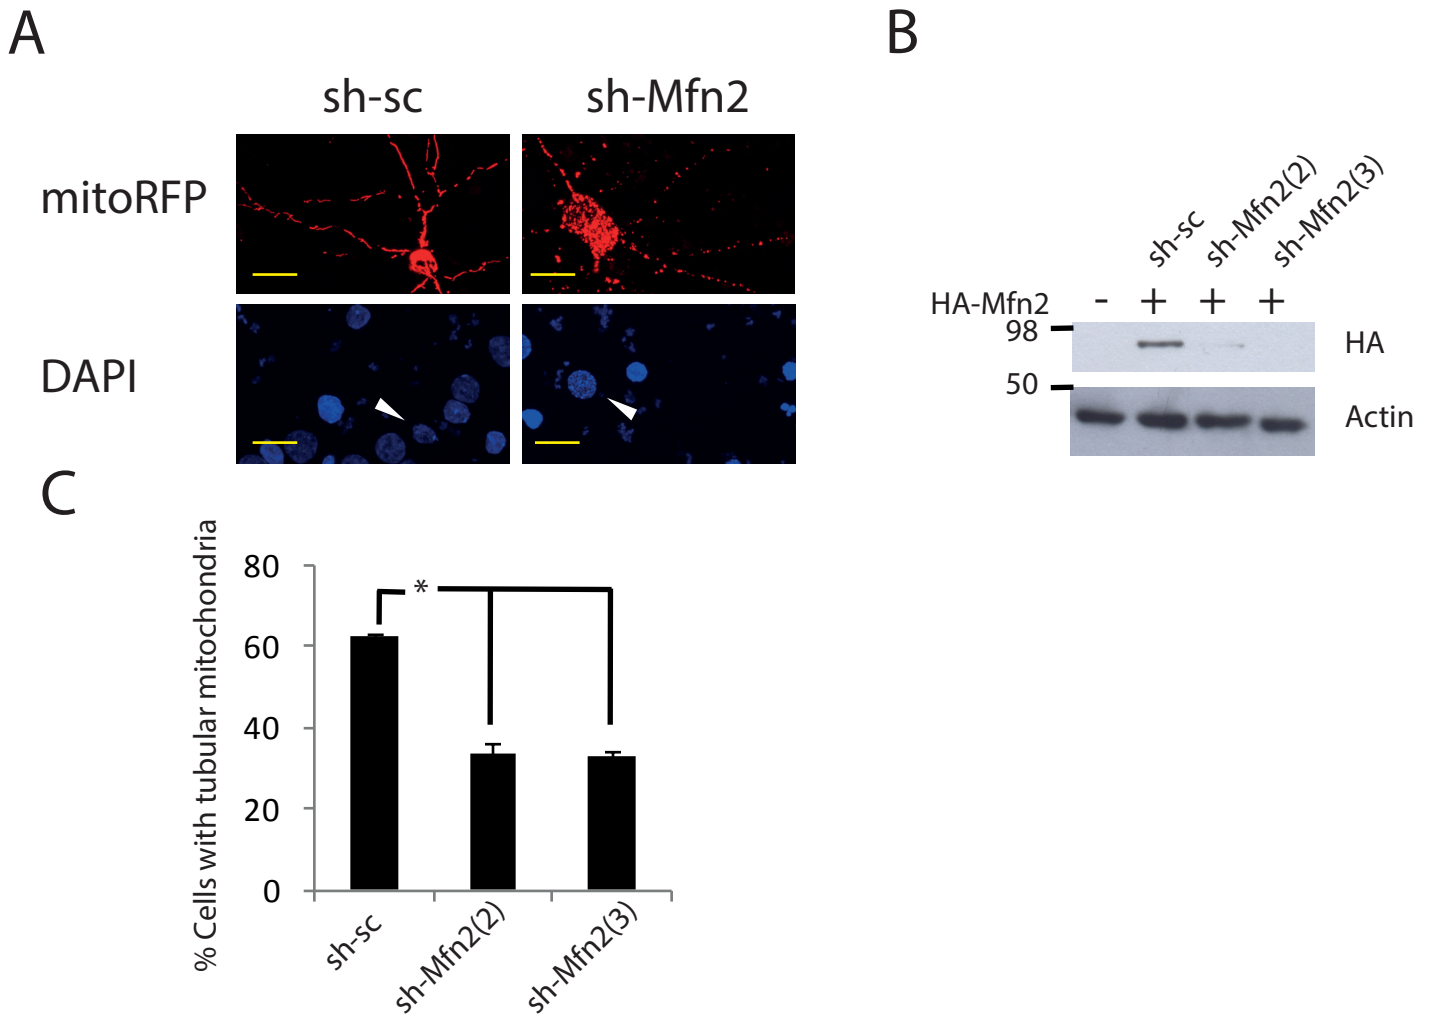 A
sh-sc sh-Mfn2
mitoRFP
DAPI
B
sh-sc sh-Mfn2(2) sh-Mfn2(3)
HA-Mfn2 - + + +
98 HA
50 Actin
C
% Cells with tubular mitochondria
80
*
60
40
20
0
sh-sc sh-Mfn2(2) sh-Mfn2(3)